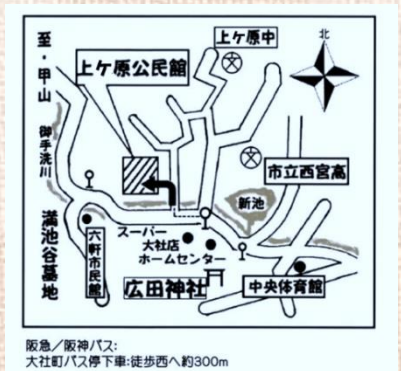 上ケ原中
北
至・甲山
上ケ原公民館
御手洗川
市立西宮高
新池
満池谷墓地
六軒市民館
スーパー
大社店
ホームセンター
広田神社
中央体育館
阪急／阪神バス:
大社町バス停下車:徒歩西へ約300m